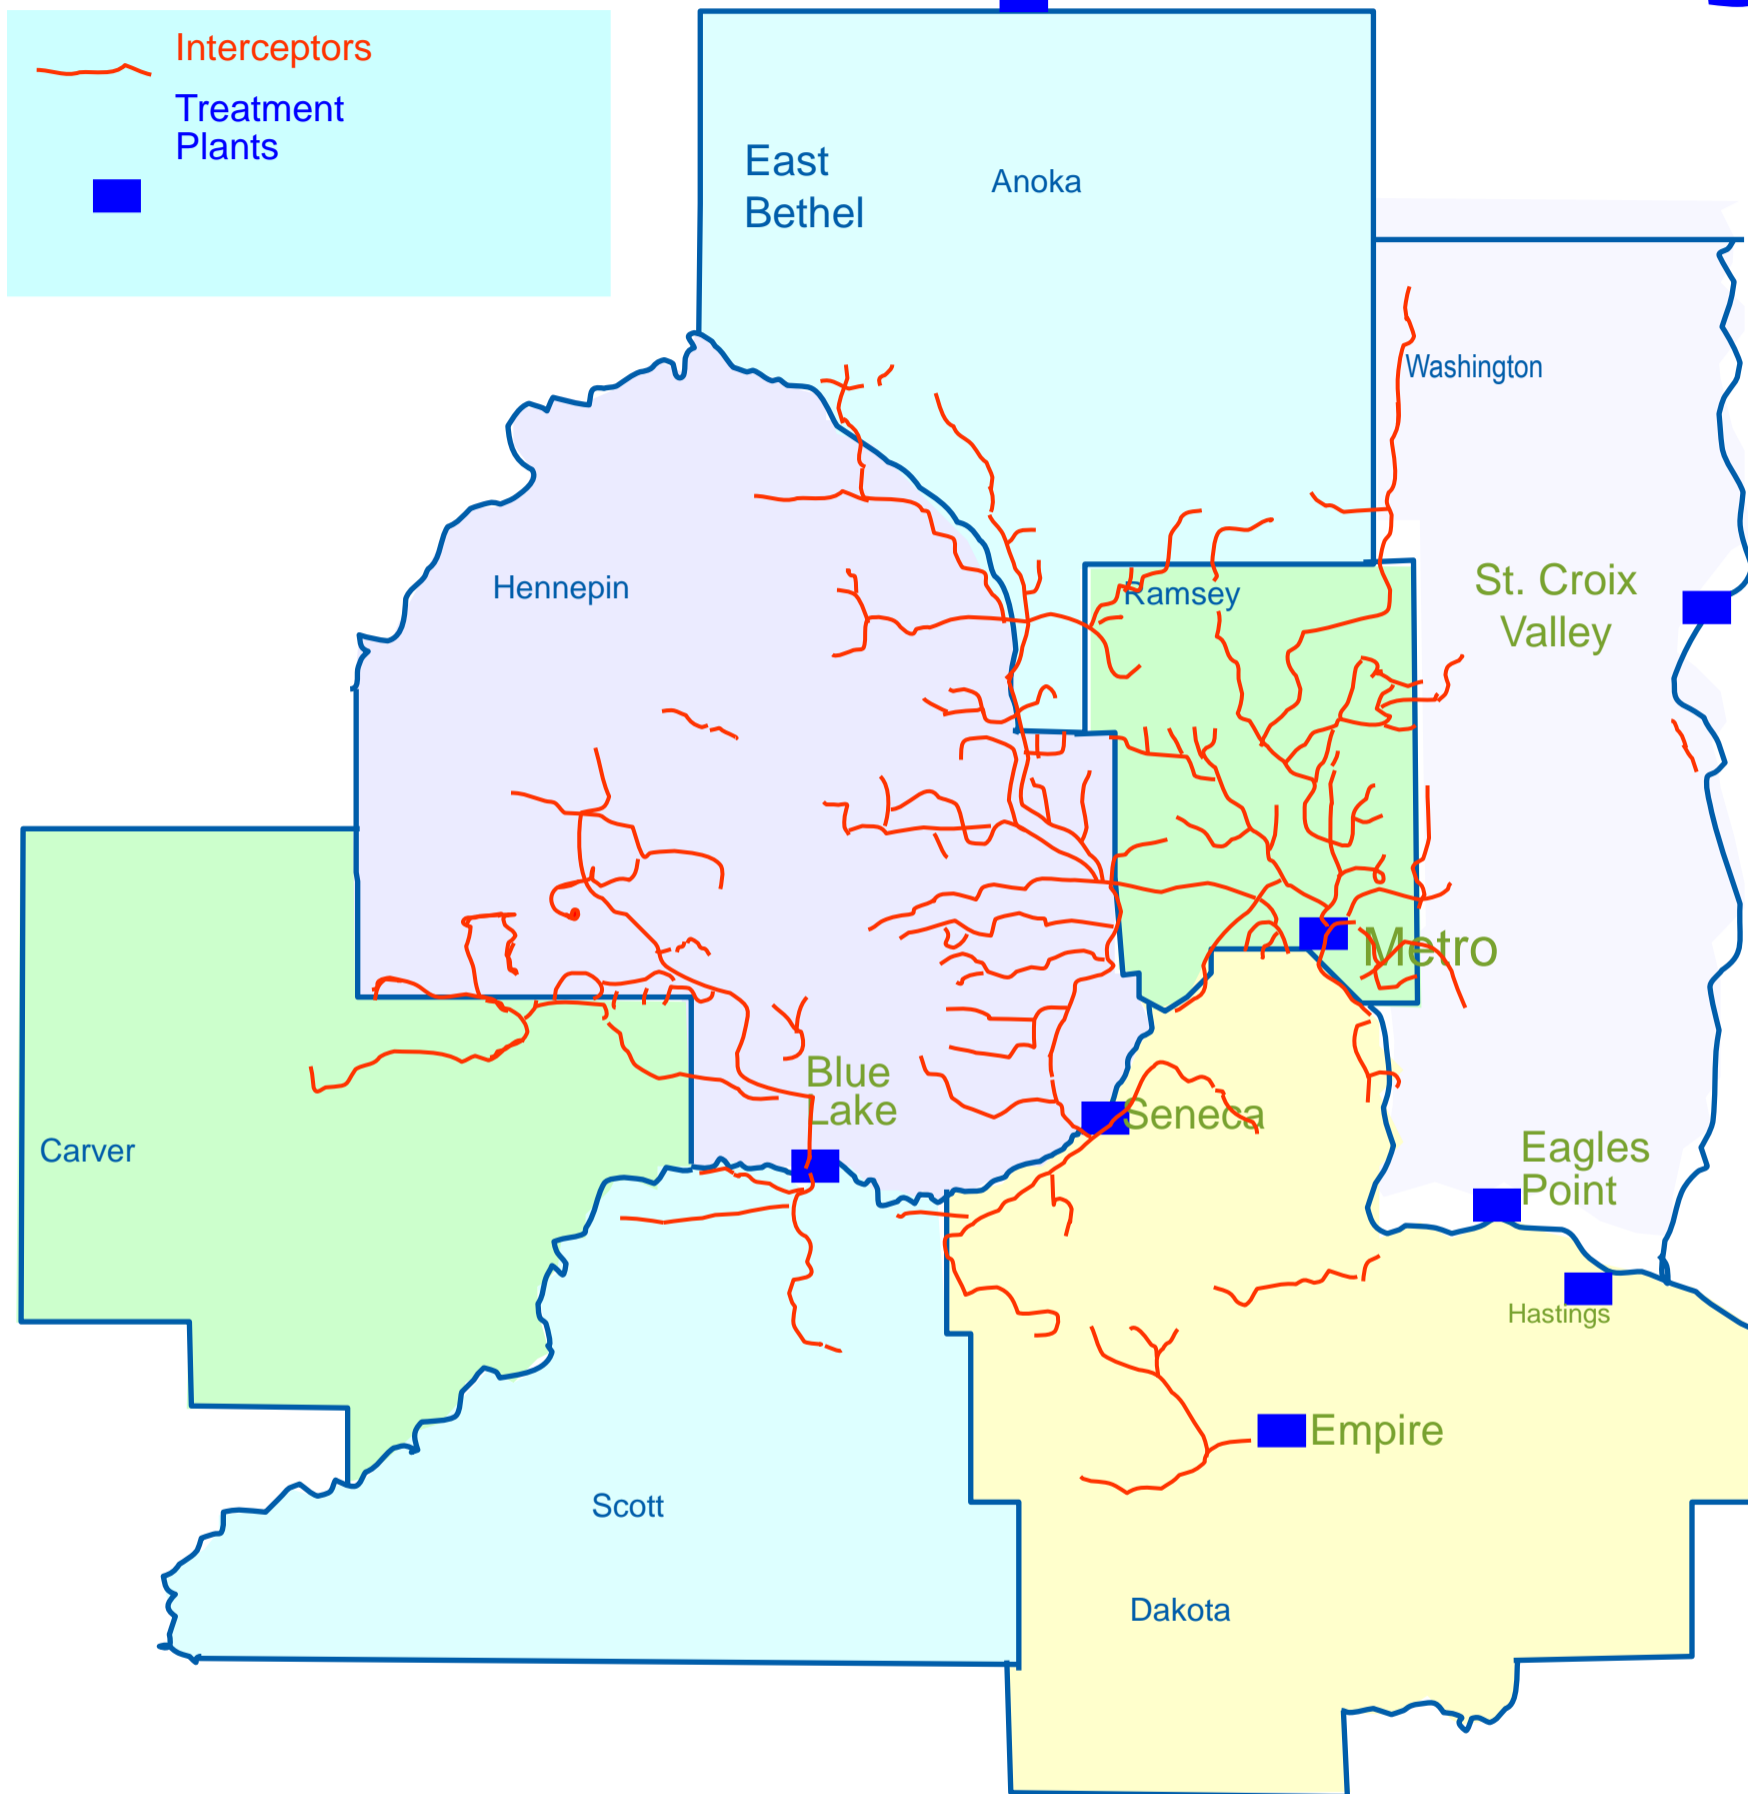 Interceptors
Treatment
Plants
East
Bethel
Anoka
Washington
Hennepin
Ramsey
St. Croix
Valley
Metro
Blue
Lake
Seneca
Carver
Eagles
Point
Hastings
Empire
Scott
Dakota